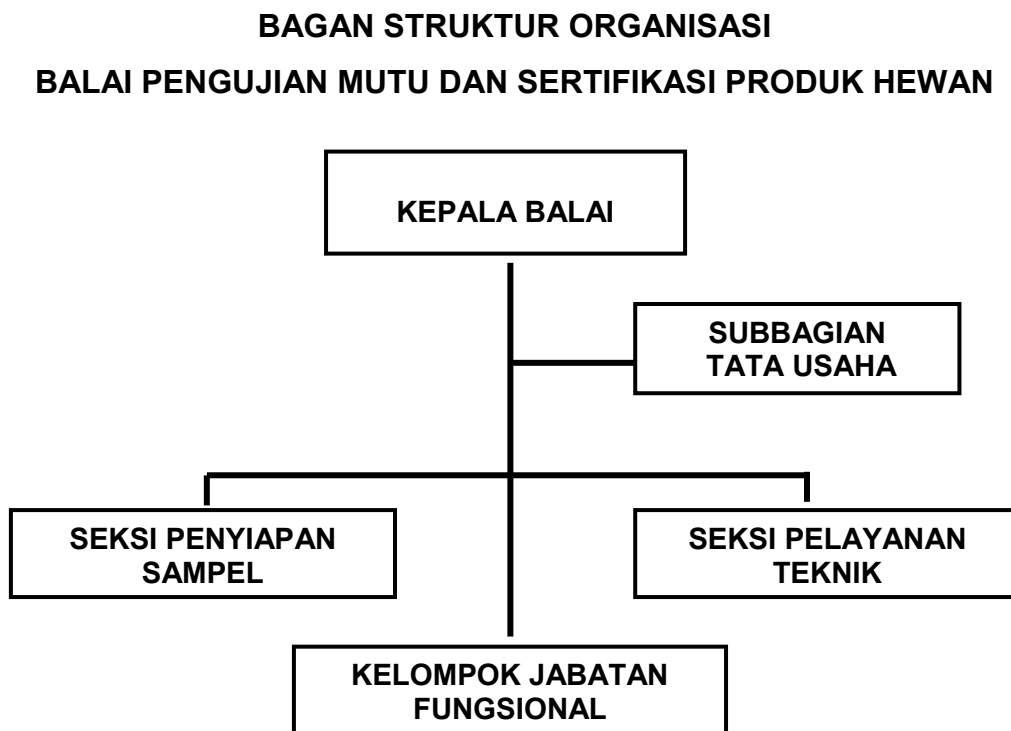 BAGAN STRUKTUR ORGANISASI
BALAI PENGUJIAN MUTU DAN SERTIFIKASI PRODUK HEWAN
KEPALA BALAI
SUBBAGIAN
TATA USAHA
SEKSI PENYIAPAN
SAMPEL
SEKSI PELAYANAN
TEKNIK
KELOMPOK JABATAN
FUNGSIONAL